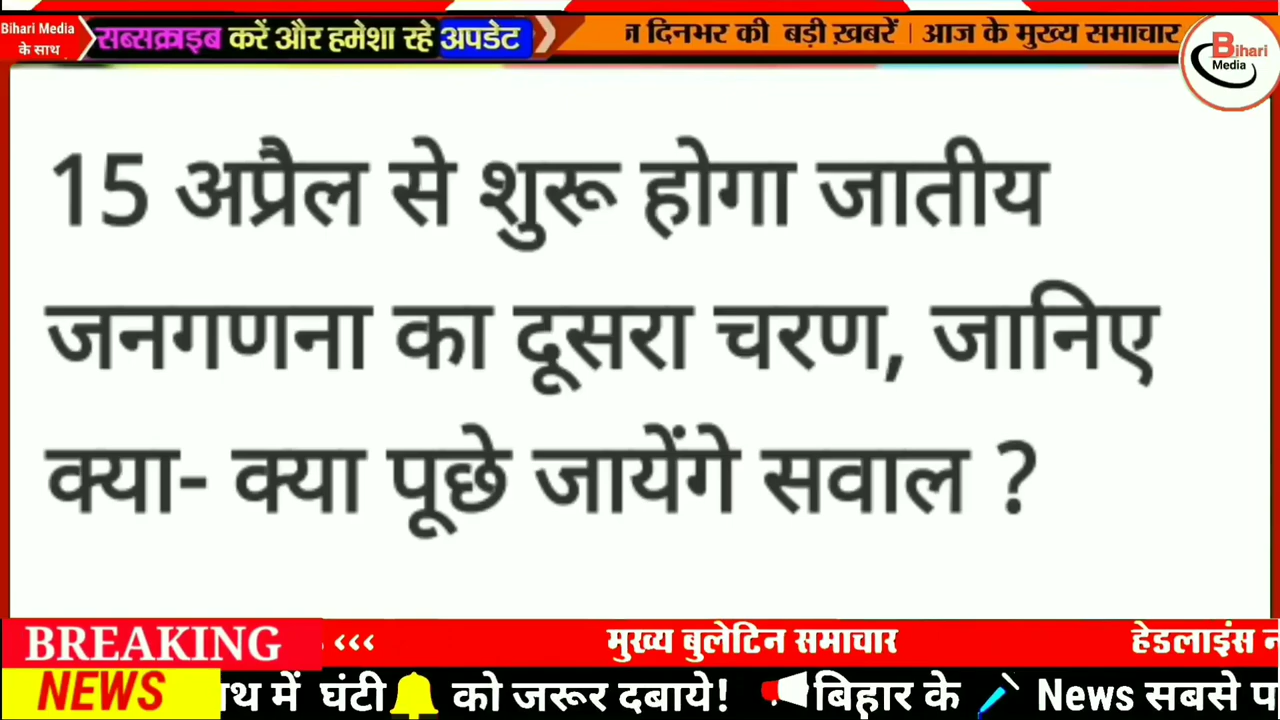 Bihari Media
के साथ
सब्सक्राइब करें और हमेशा रहे अपडेट
दिनभर की बड़ी ख़बरें | आज के मुख्य समाचार
Bihari
Media
15 अप्रैल से शुरू होगा जातीय
जनगणना का दूसरा चरण, जानिए
क्या- क्या पूछे जायेंगे सवाल ?
BREAKING
NEWS
‹‹‹ मुख्य बुलेटिन समाचार हेडलाइंस
में घंटी🔔 को जरूर दबाये! 📢बिहार के News सबसे